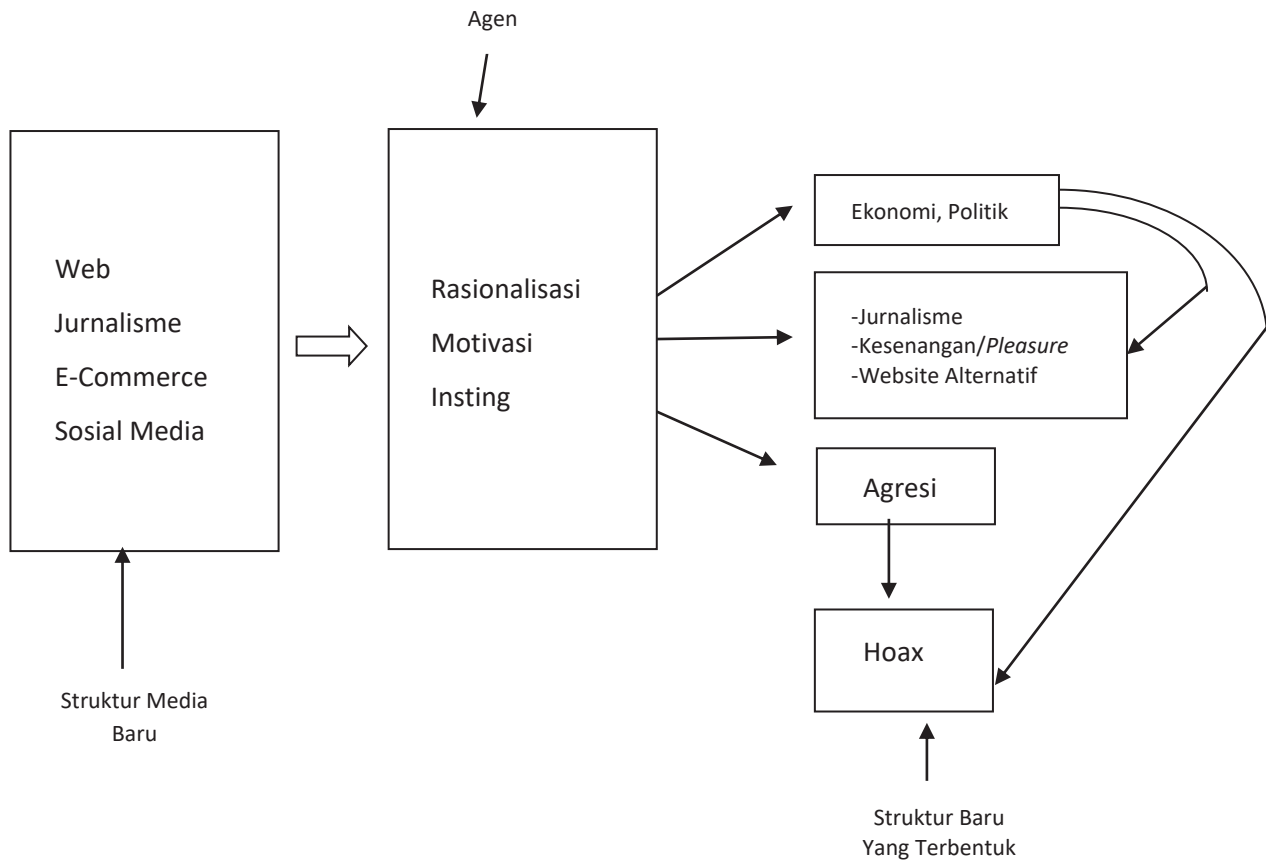 Agen
Web
Jurnalisme
E-Commerce
Sosial Media
Rasionalisasi
Motivasi
Insting
Ekonomi, Politik
-Jurnalisme
-Kesenangan/Pleasure
-Website Alternatif
Agresi
Hoax
Struktur Media
Baru
Struktur Baru
Yang Terbentuk